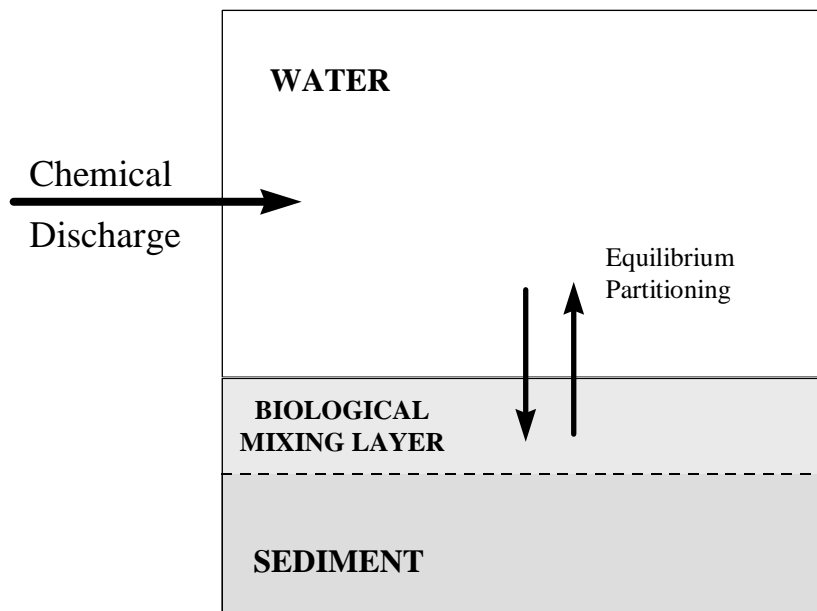 WATER
Chemical
Discharge
Equilibrium
Partitioning
BIOLOGICAL
MIXING LAYER
SEDIMENT